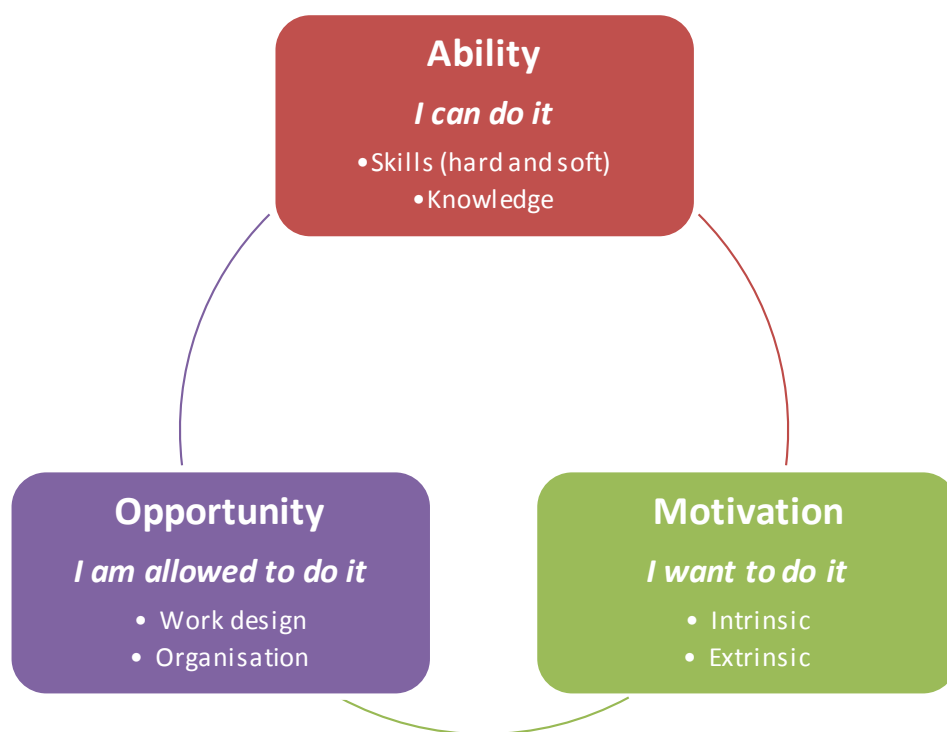 Ability
I can do it
•Skills (hard and soft)
•Knowledge
Opportunity
I am allowed to do it
• Work design
• Organisation
Motivation
I want to do it
• Intrinsic
• Extrinsic